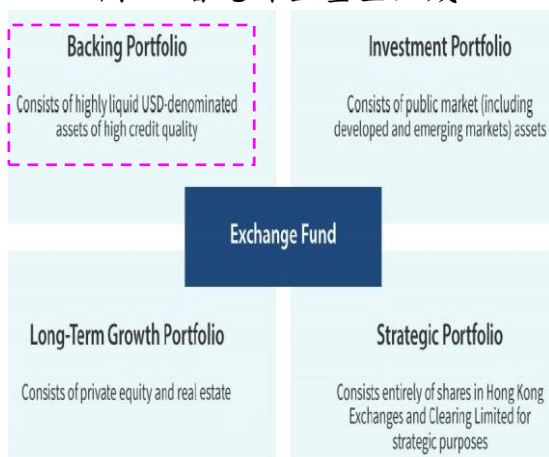 Backing Portfolio
Consists of highly liquid USD-denominated
assets of high credit quality
Investment Portfolio
Consists of public market (including
developed and emerging markets) assets
Exchange Fund
Long-Term Growth Portfolio
Consists of private equity and real estate
Strategic Portfolio
Consists entirely of shares in Hong Kong
Exchanges and Clearing Limited for
strategic purposes